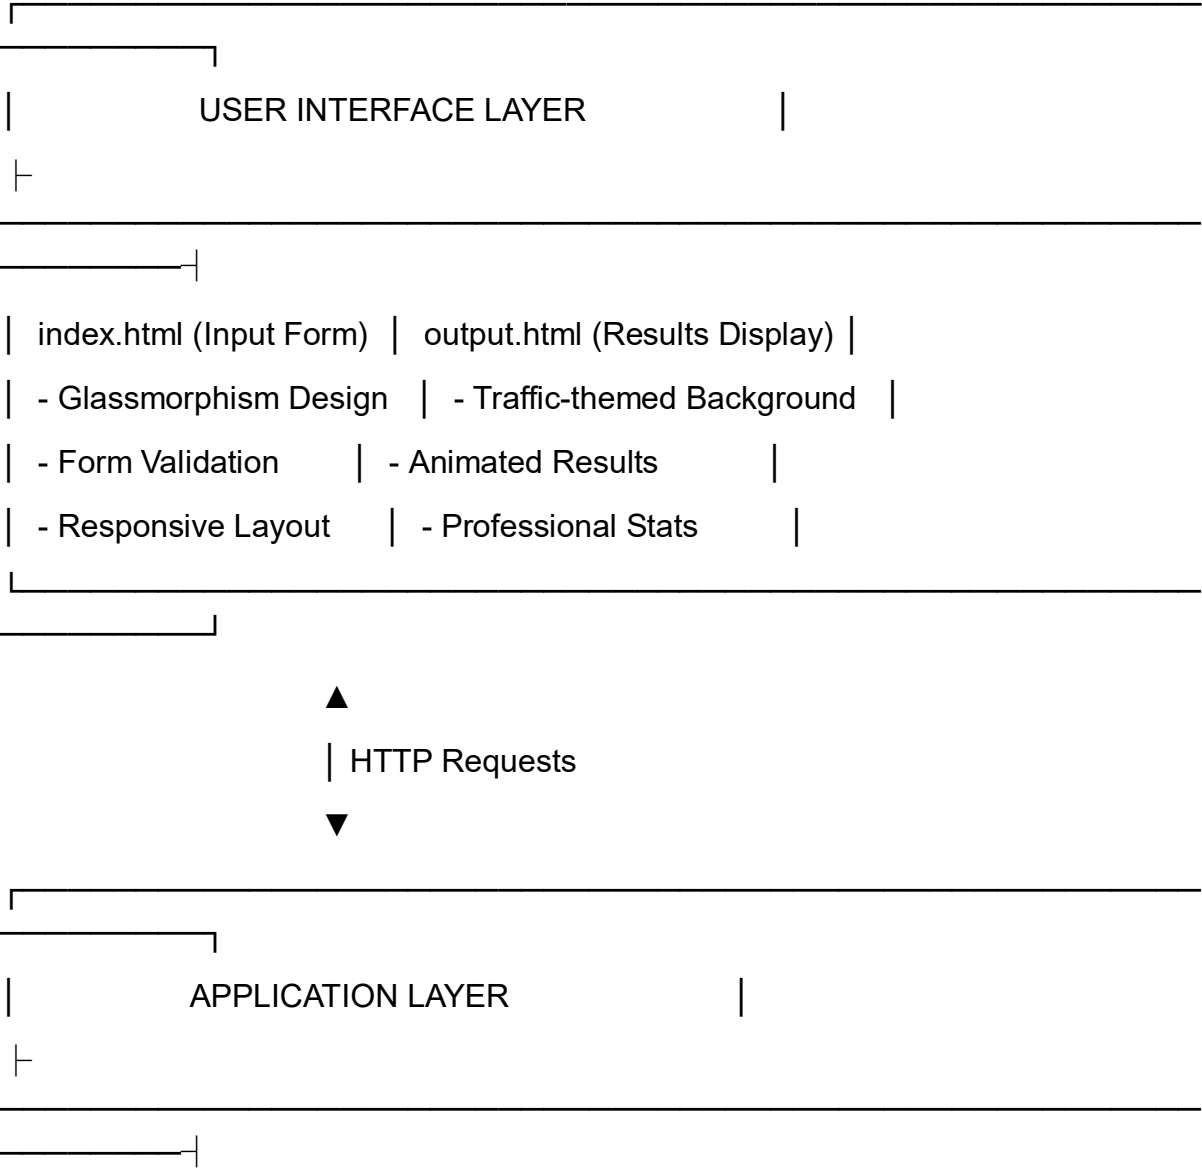 ┌────────────────────────────────────────────────────
─────────┐
│ USER INTERFACE LAYER │
├
─────────────────────────────────────────────────────
────────┤
│ index.html (Input Form) │ output.html (Results Display) │
│ - Glassmorphism Design │ - Traffic-themed Background │
│ - Form Validation │ - Animated Results │
│ - Responsive Layout │ - Professional Stats │
└────────────────────────────────────────────────────
─────────┘
▲
│ HTTP Requests
▼
┌────────────────────────────────────────────────────
─────────┐
│ APPLICATION LAYER │
├
─────────────────────────────────────────────────────
────────┤